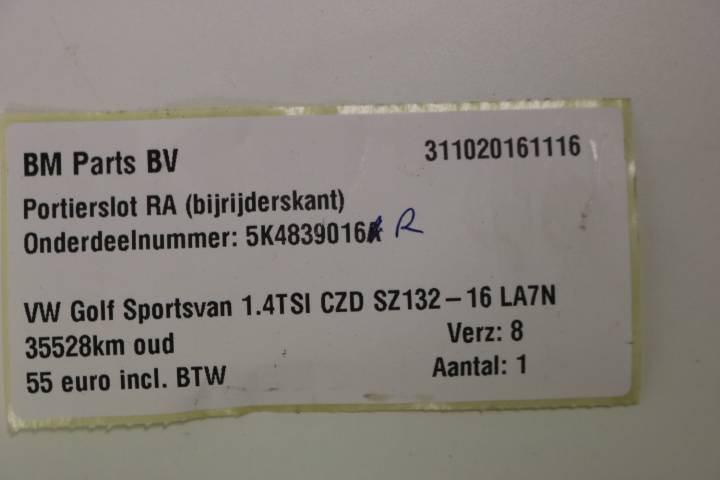 BM Parts BV 311020161116
Portierslot RA (bijrijderskant)
Onderdeelnummer: 5K4839016 R
VW Golf Sportsvan 1.4TSI CZD SZ132-16 LA7N
35528km oud Verz: 8
55 euro incl. BTW Aantal: 1